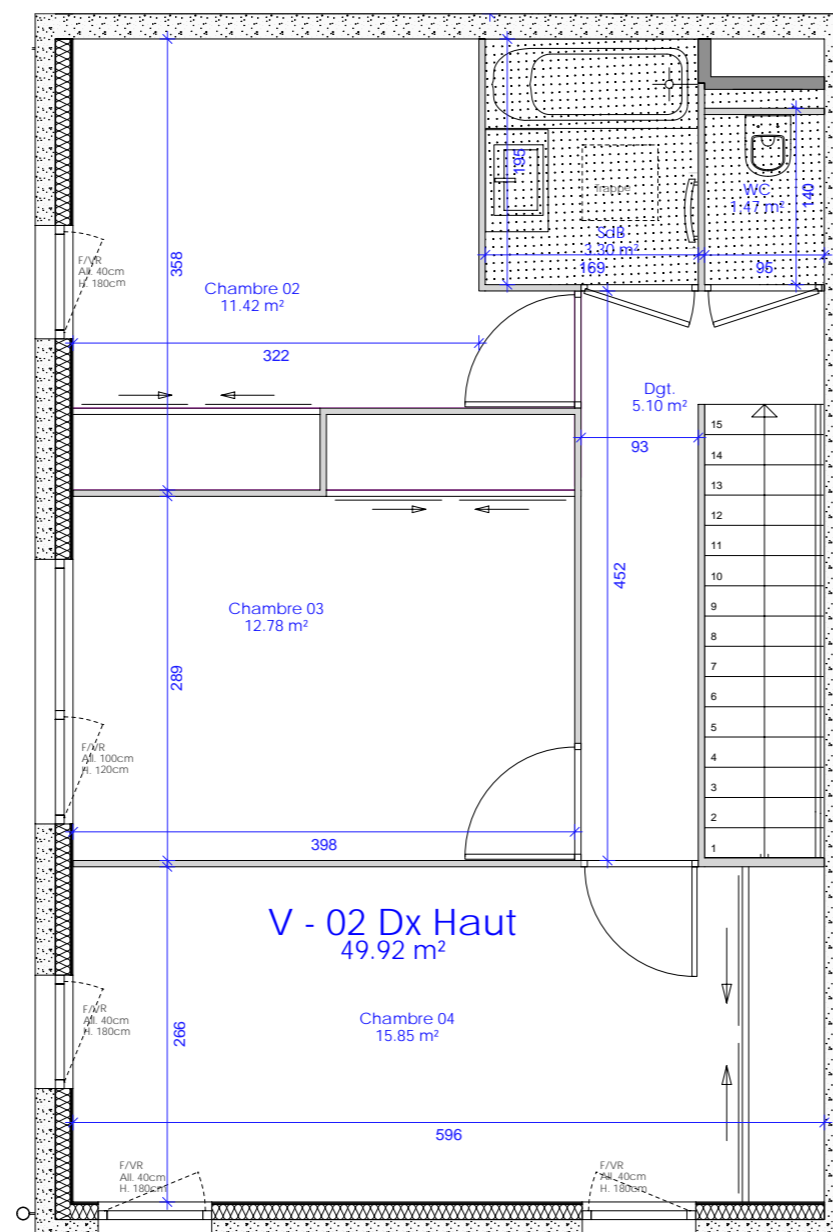 195
trappe
WC
1.47 m²
140
SdB
3.30 m²
169
95
F/VR
All. 40cm
H. 180cm
358
Chambre 02
11.42 m²
322
Dgt.
5.10 m²
93
15
14
13
12
11
10
9
8
7
6
5
4
3
2
1
452
Chambre 03
12.78 m²
289
F/VR
All. 100cm
H. 120cm
398
V - 02 Dx Haut
49.92 m²
F/VR
All. 40cm
H. 180cm
266
Chambre 04
15.85 m²
596
F/VR
All. 40cm
H. 180cm
F/VR
All. 40cm
H. 180cm